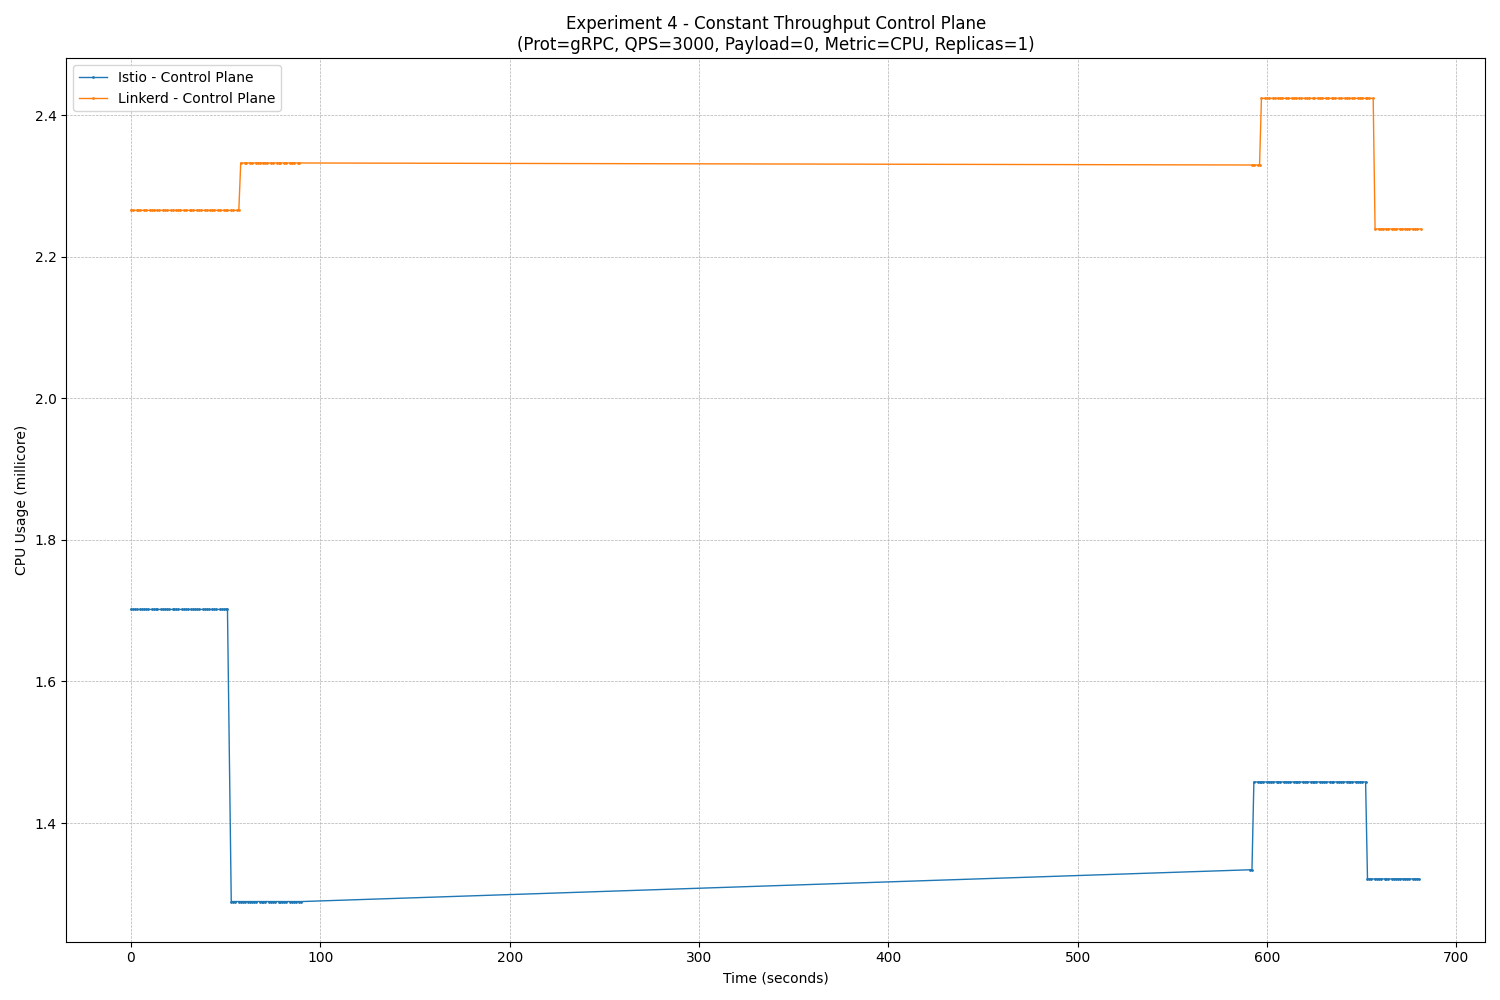 Experiment 4 - Constant Throughput Control Plane
(Prot=gRPC, QPS=3000, Payload=0, Metric=CPU, Replicas=1)
Istio - Control Plane
Linkerd - Control Plane
CPU Usage (millicore)
2.4
2.2
2.0
1.8
1.6
1.4
0 100 200 300 400 500 600 700
Time (seconds)